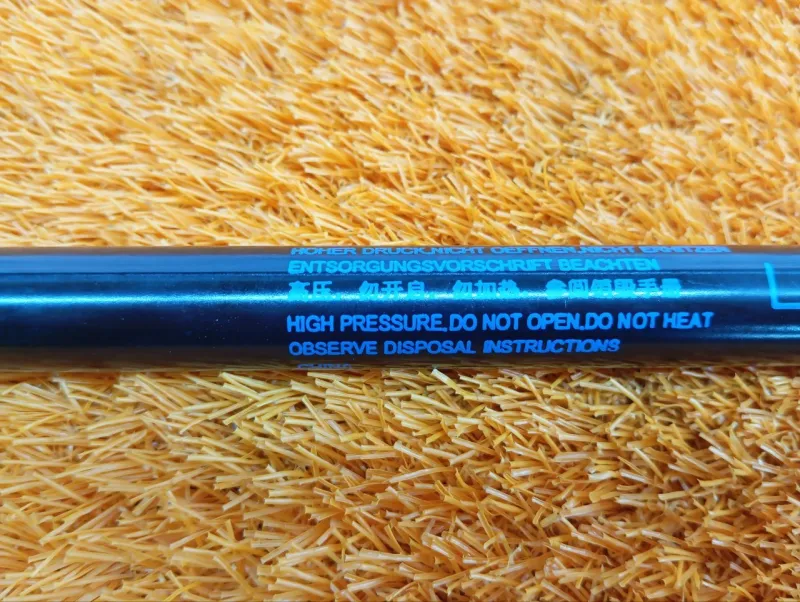 HOHER DRUCK,NICHT OEFFNEN,NICHT ERHITZEN
ENTSORGUNGSVORSCHRIFT BEACHTEN
高压 勿开启 勿加热
HIGH PRESSURE,DO NOT OPEN,DO NOT HEAT
OBSERVE DISPOSAL INSTRUCTIONS